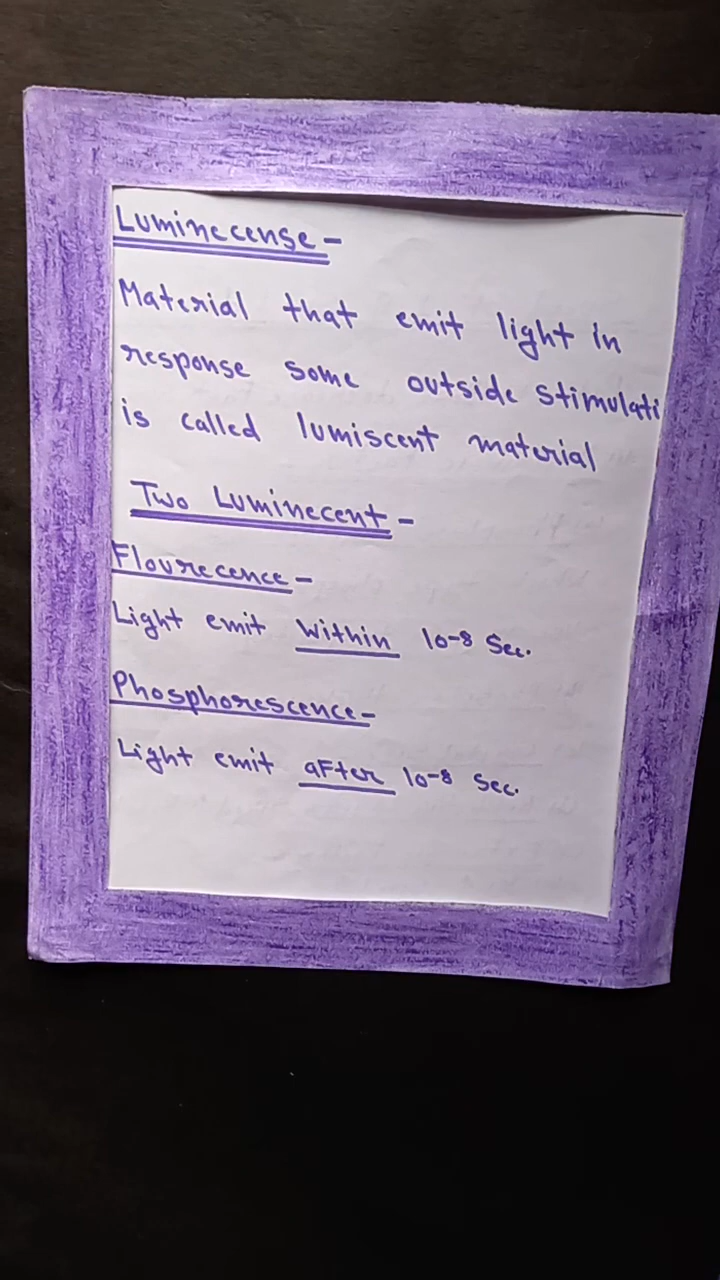 Luminecense -
Material that emit light in
response some outside stimulati
is called lumiscent material
Two Luminecent -
Flourecence -
Light emit within 10-8 Sec.
Phosphorescence -
Light emit after 10-8 Sec.